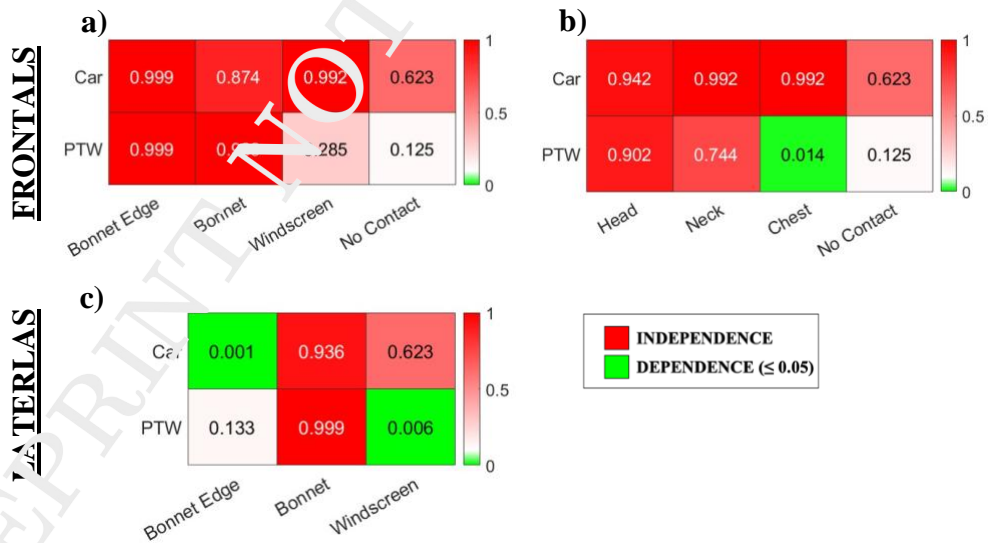 a)
b)
FRONTALS
Car 0.999 0.874 0.992 0.623
PTW 0.999 0.285 0.125
Bonnet Edge Bonnet Windscreen No Contact
1
0.5
0
Car 0.942 0.992 0.992 0.623
PTW 0.902 0.744 0.014 0.125
Head Neck Chest No Contact
1
0.5
0
c)
LATERLAS
Car 0.001 0.936 0.623
PTW 0.133 0.999 0.006
Bonnet Edge Bonnet Windscreen
1
0.5
0
INDEPENDENCE
DEPENDENCE (≤ 0.05)
EPRINT NOT